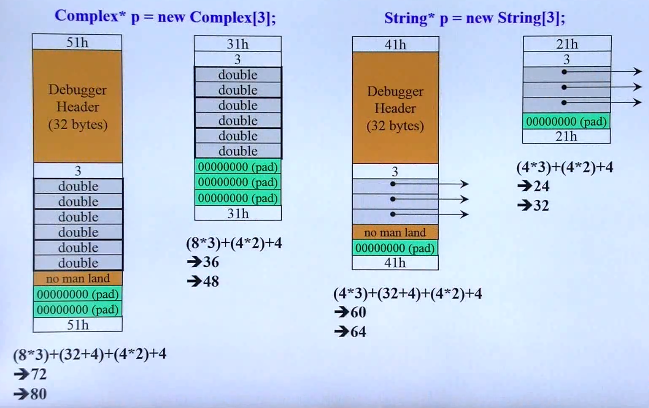 Complex* p = new Complex[3];
51h
Debugger
Header
(32 bytes)
3
double
double
double
double
double
double
no man land
00000000 (pad)
00000000 (pad)
51h
(8*3)+(32+4)+(4*2)+4
➔72
➔80
31h
3
double
double
double
double
double
double
00000000 (pad)
00000000 (pad)
00000000 (pad)
31h
(8*3)+(4*2)+4
➔36
➔48
String* p = new String[3];
41h
Debugger
Header
(32 bytes)
3
no man land
00000000 (pad)
41h
(4*3)+(32+4)+(4*2)+4
➔60
➔64
21h
3
00000000 (pad)
21h
(4*3)+(4*2)+4
➔24
➔32